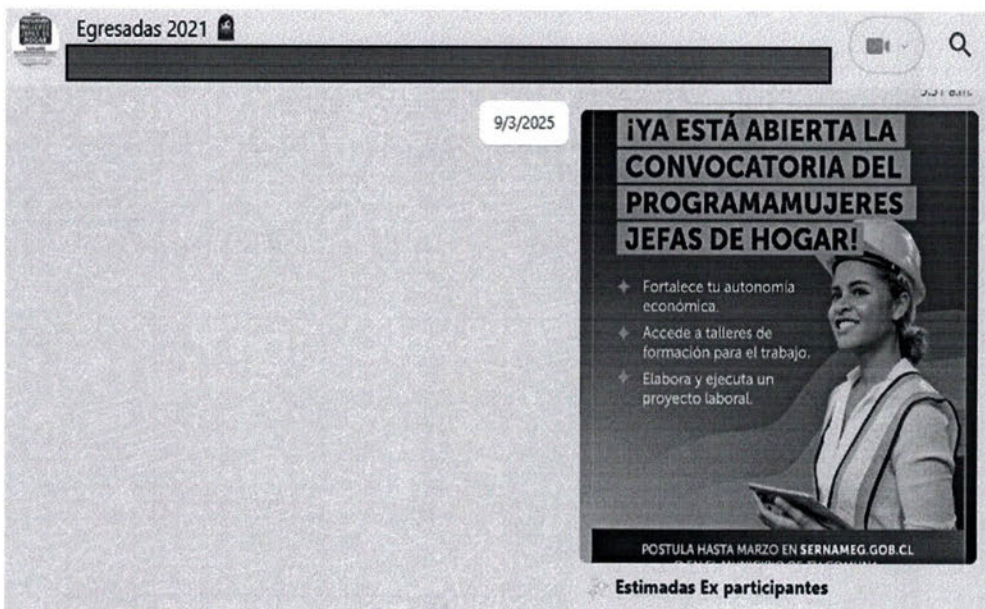 Egresadas 2021
9/3/2025
¡YA ESTÁ ABIERTA LA
CONVOCATORIA DEL
PROGRAMAMUJERES
JEFAS DE HOGAR!
Fortalece tu autonomía
económica.
Accede a talleres de
formación para el trabajo.
Elabora y ejecuta un
proyecto laboral.
POSTULA HASTA MARZO EN SERNAMEG.GOB.CL
Estimadas Ex participantes